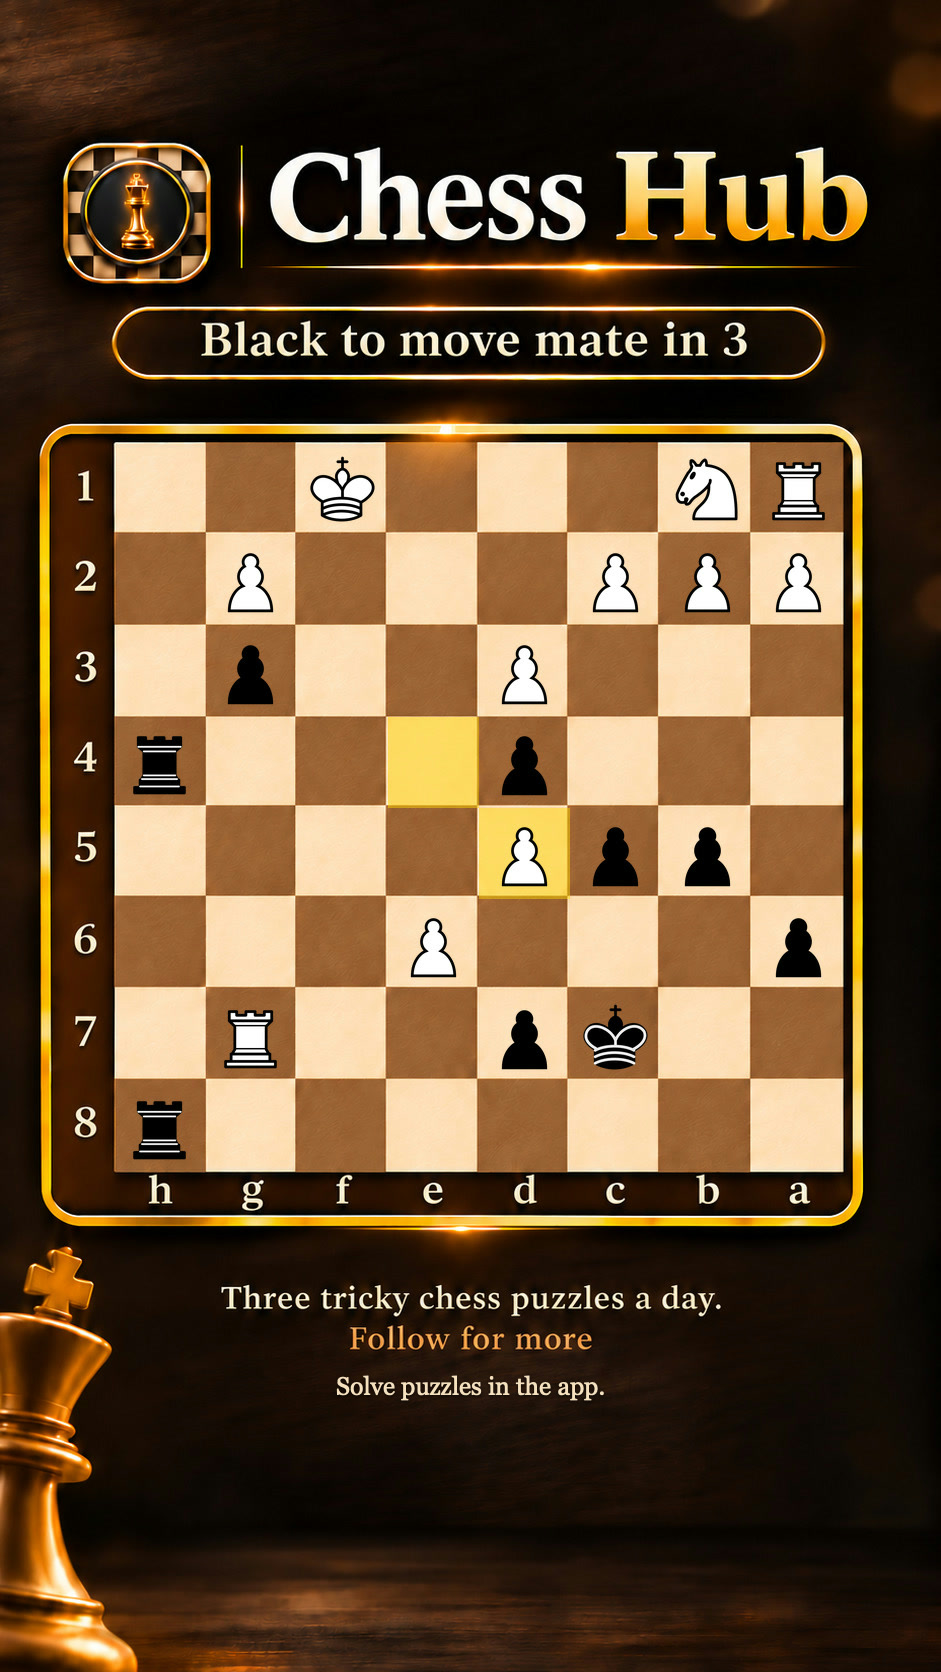 Chess Hub
Black to move mate in 3
1
2
3
4
5
6
7
8
h g f e d c b a
Three tricky chess puzzles a day.
Follow for more
Solve puzzles in the app.